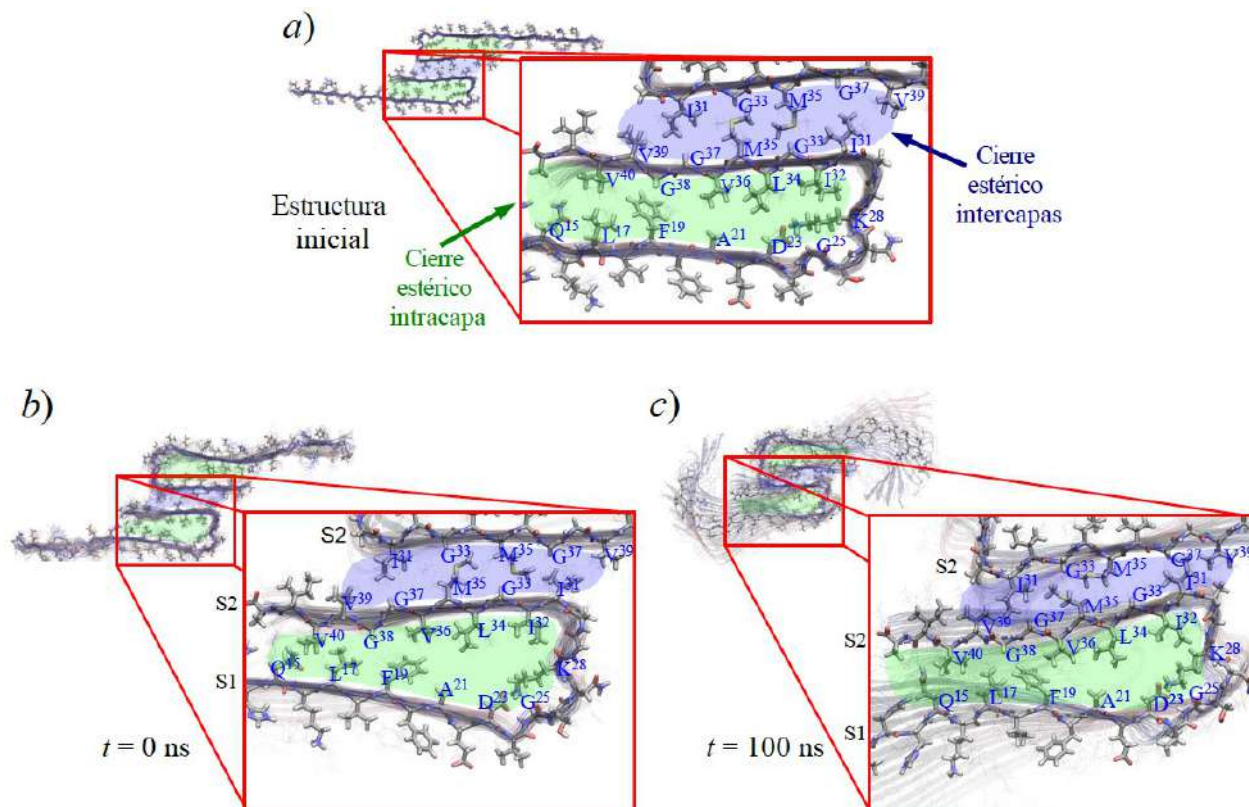 a)
I³¹ G³³ M³⁵ G³⁷ V³⁹
V³⁹ G³⁷ M³⁵ G³³ I³¹
V⁴⁰ G³⁸ V³⁶ L³⁴ I³²
Q¹⁵ L¹⁷ F¹⁹ A²¹ D²³ G²⁵ K²⁸
Estructura
inicial
Cierre
estérico
intracapa
Cierre
estérico
intercapas
b)
S2
I³¹ G³³ M³⁵ G³⁷ V³⁹
S2
V³⁹ G³⁷ M³⁵ G³³ I³¹
V⁴⁰ G³⁸ V³⁶ L³⁴ I³²
S1
Q¹⁵ L¹⁷ F¹⁹ A²¹ D²³ G²⁵ K²⁸
t = 0 ns
c)
S2
I³¹ G³³ M³⁵ G³⁷ V³⁹
S2
V³⁹ G³⁷ M³⁵ G³³ I³¹
V⁴⁰ G³⁸ V³⁶ L³⁴ I³²
S1
Q¹⁵ L¹⁷ F¹⁹ A²¹ D²³ G²⁵ K²⁸
t = 100 ns